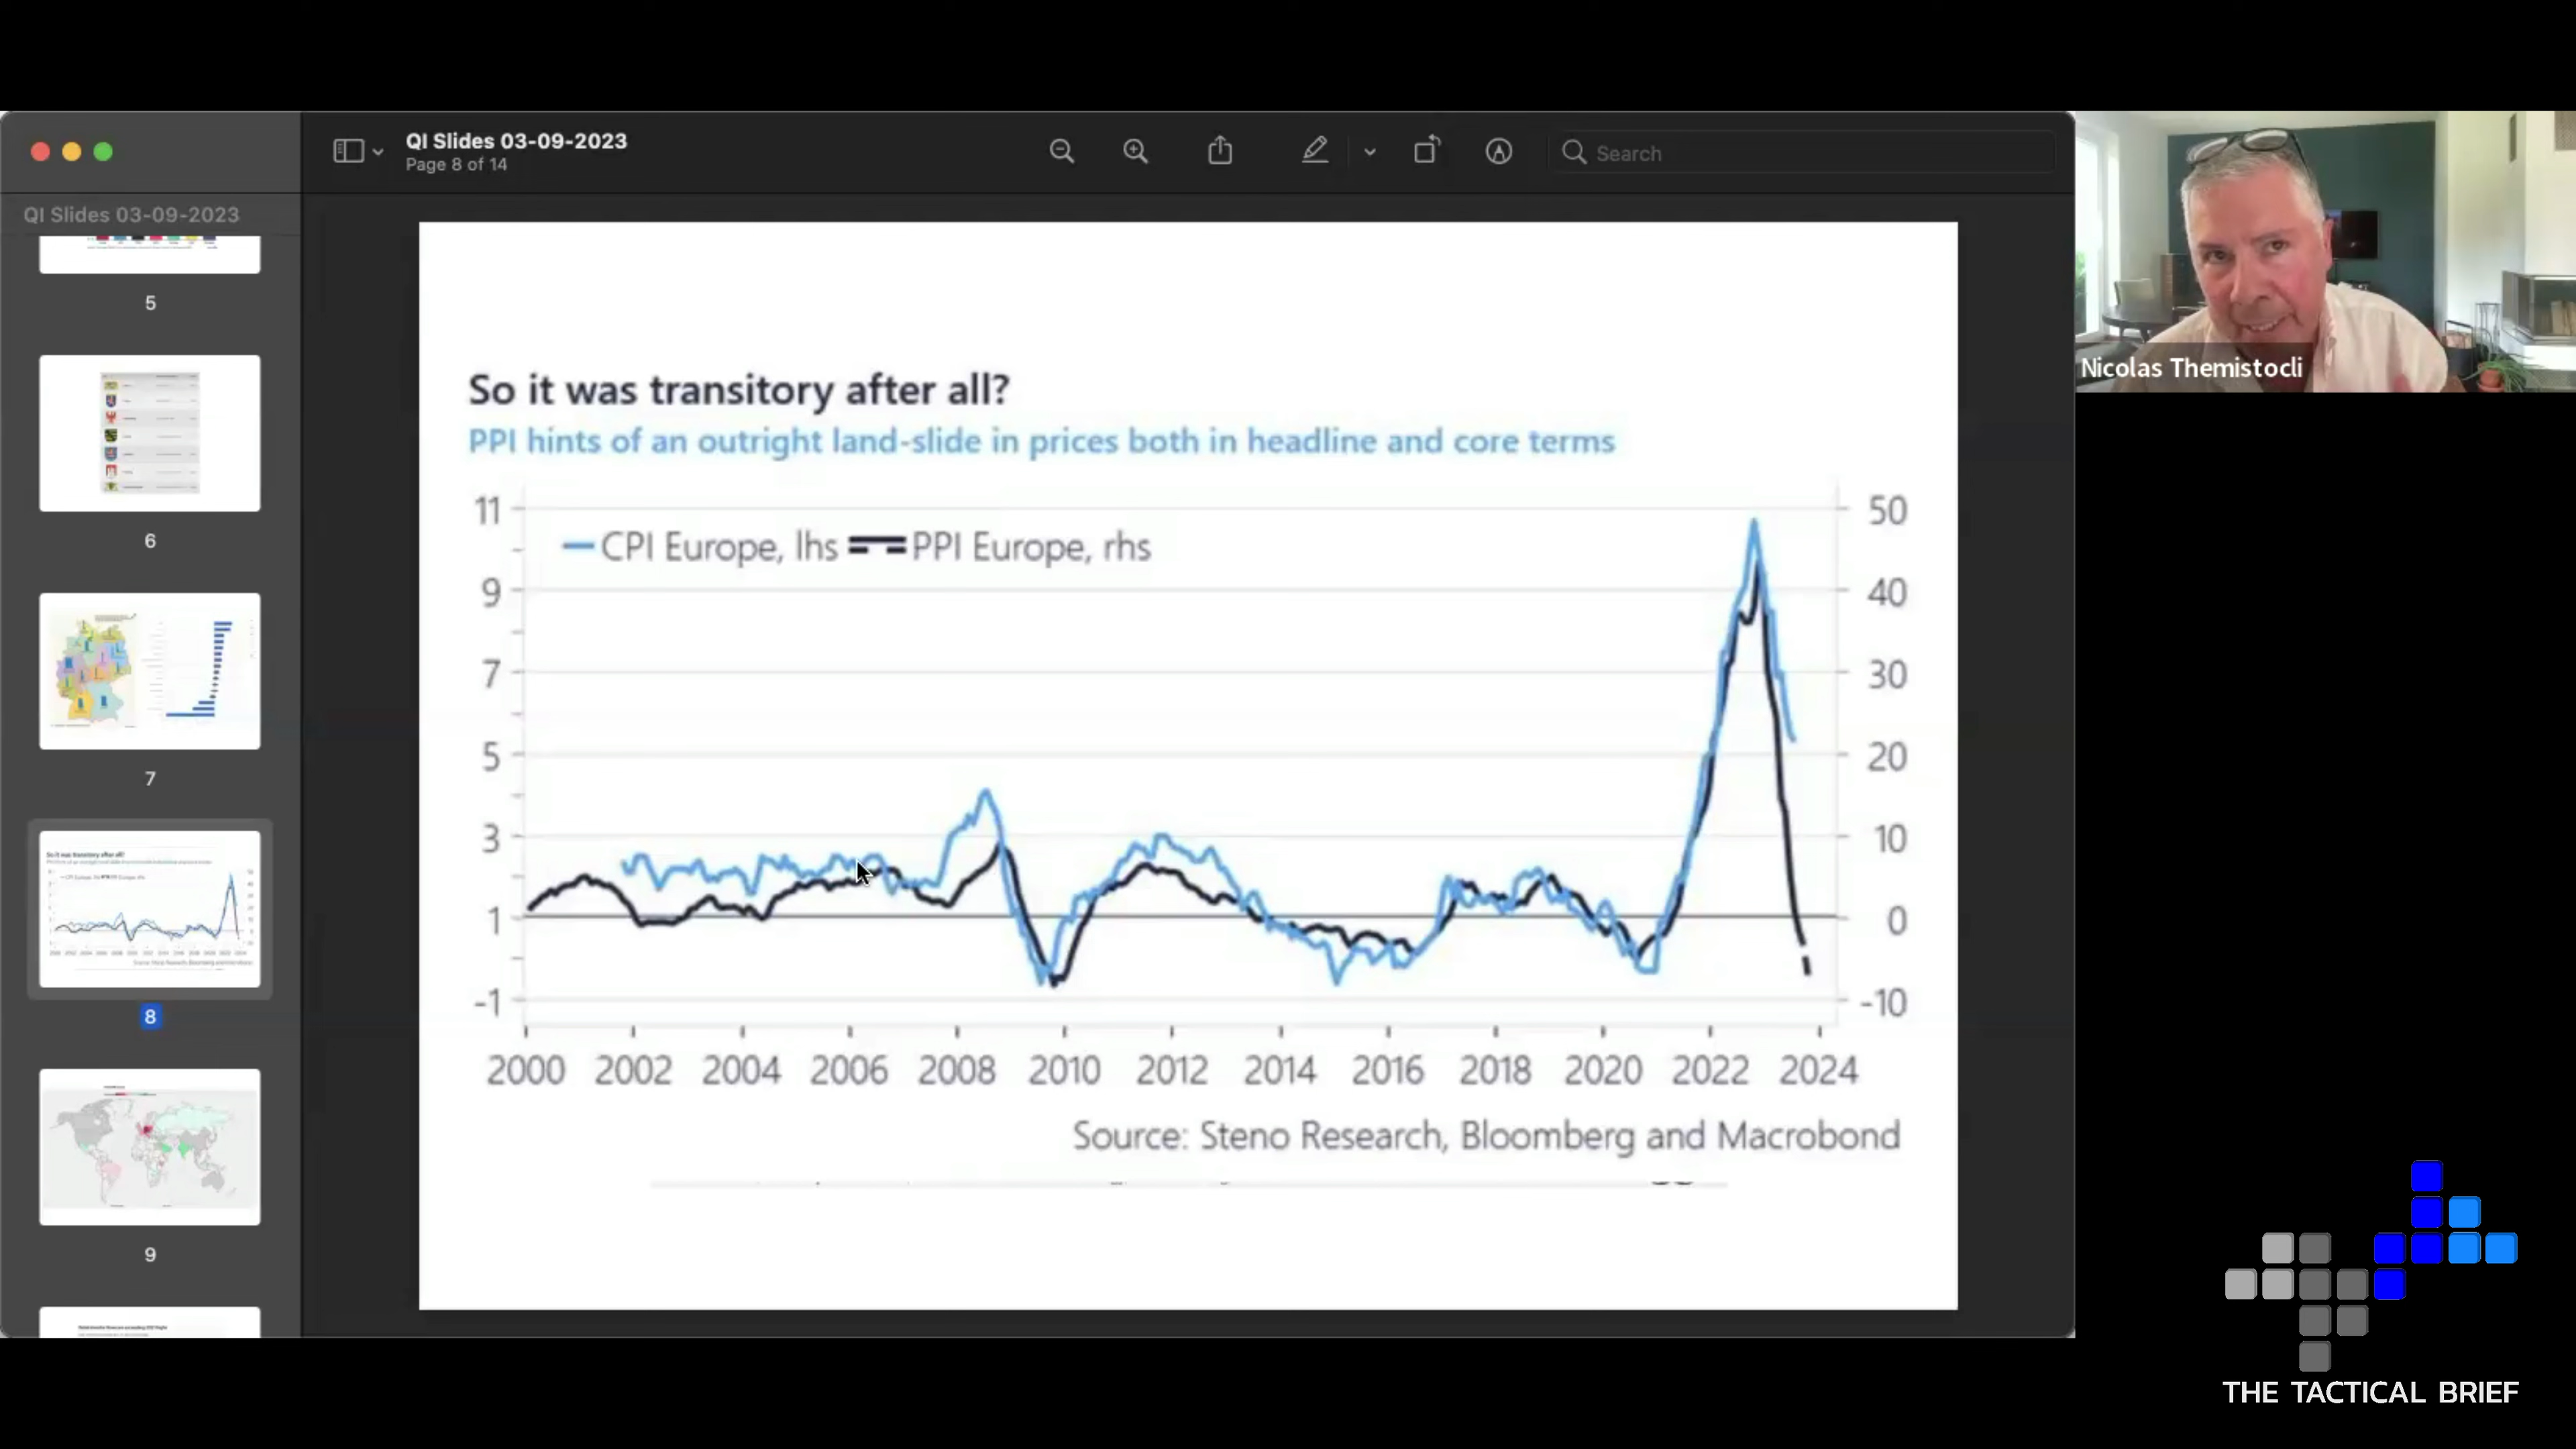 QI Slides 03-09-2023
Page 8 of 14
Search
QI Slides 03-09-2023
5
6
7
8
9
So it was transitory after all?
PPI hints of an outright land-slide in prices both in headline and core terms
CPI Europe, lhs PPI Europe, rhs
11
9
7
5
3
1
-1
50
40
30
20
10
0
-10
2000 2002 2004 2006 2008 2010 2012 2014 2016 2018 2020 2022 2024
Source: Steno Research, Bloomberg and Macrobond
Nicolas Themistocli
THE TACTICAL BRIEF